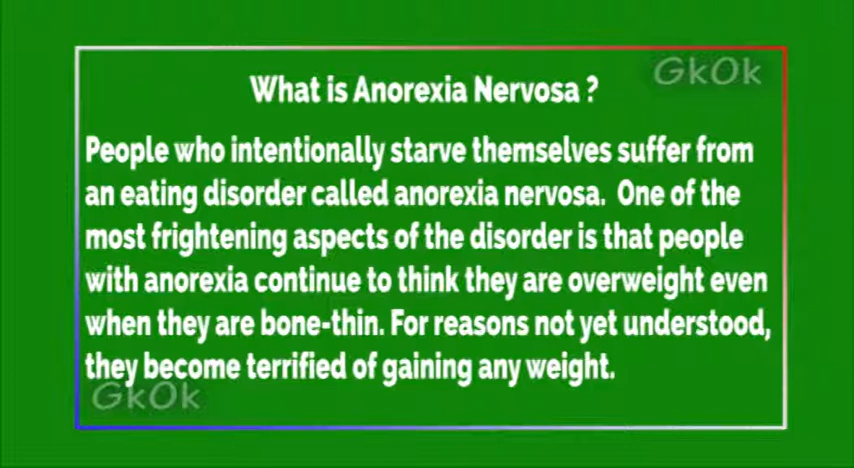 GkOk
What is Anorexia Nervosa ?
People who intentionally starve themselves suffer from
an eating disorder called anorexia nervosa.  One of the
most frightening aspects of the disorder is that people
with anorexia continue to think they are overweight even
when they are bone-thin. For reasons not yet understood,
they become terrified of gaining any weight.
GkOk